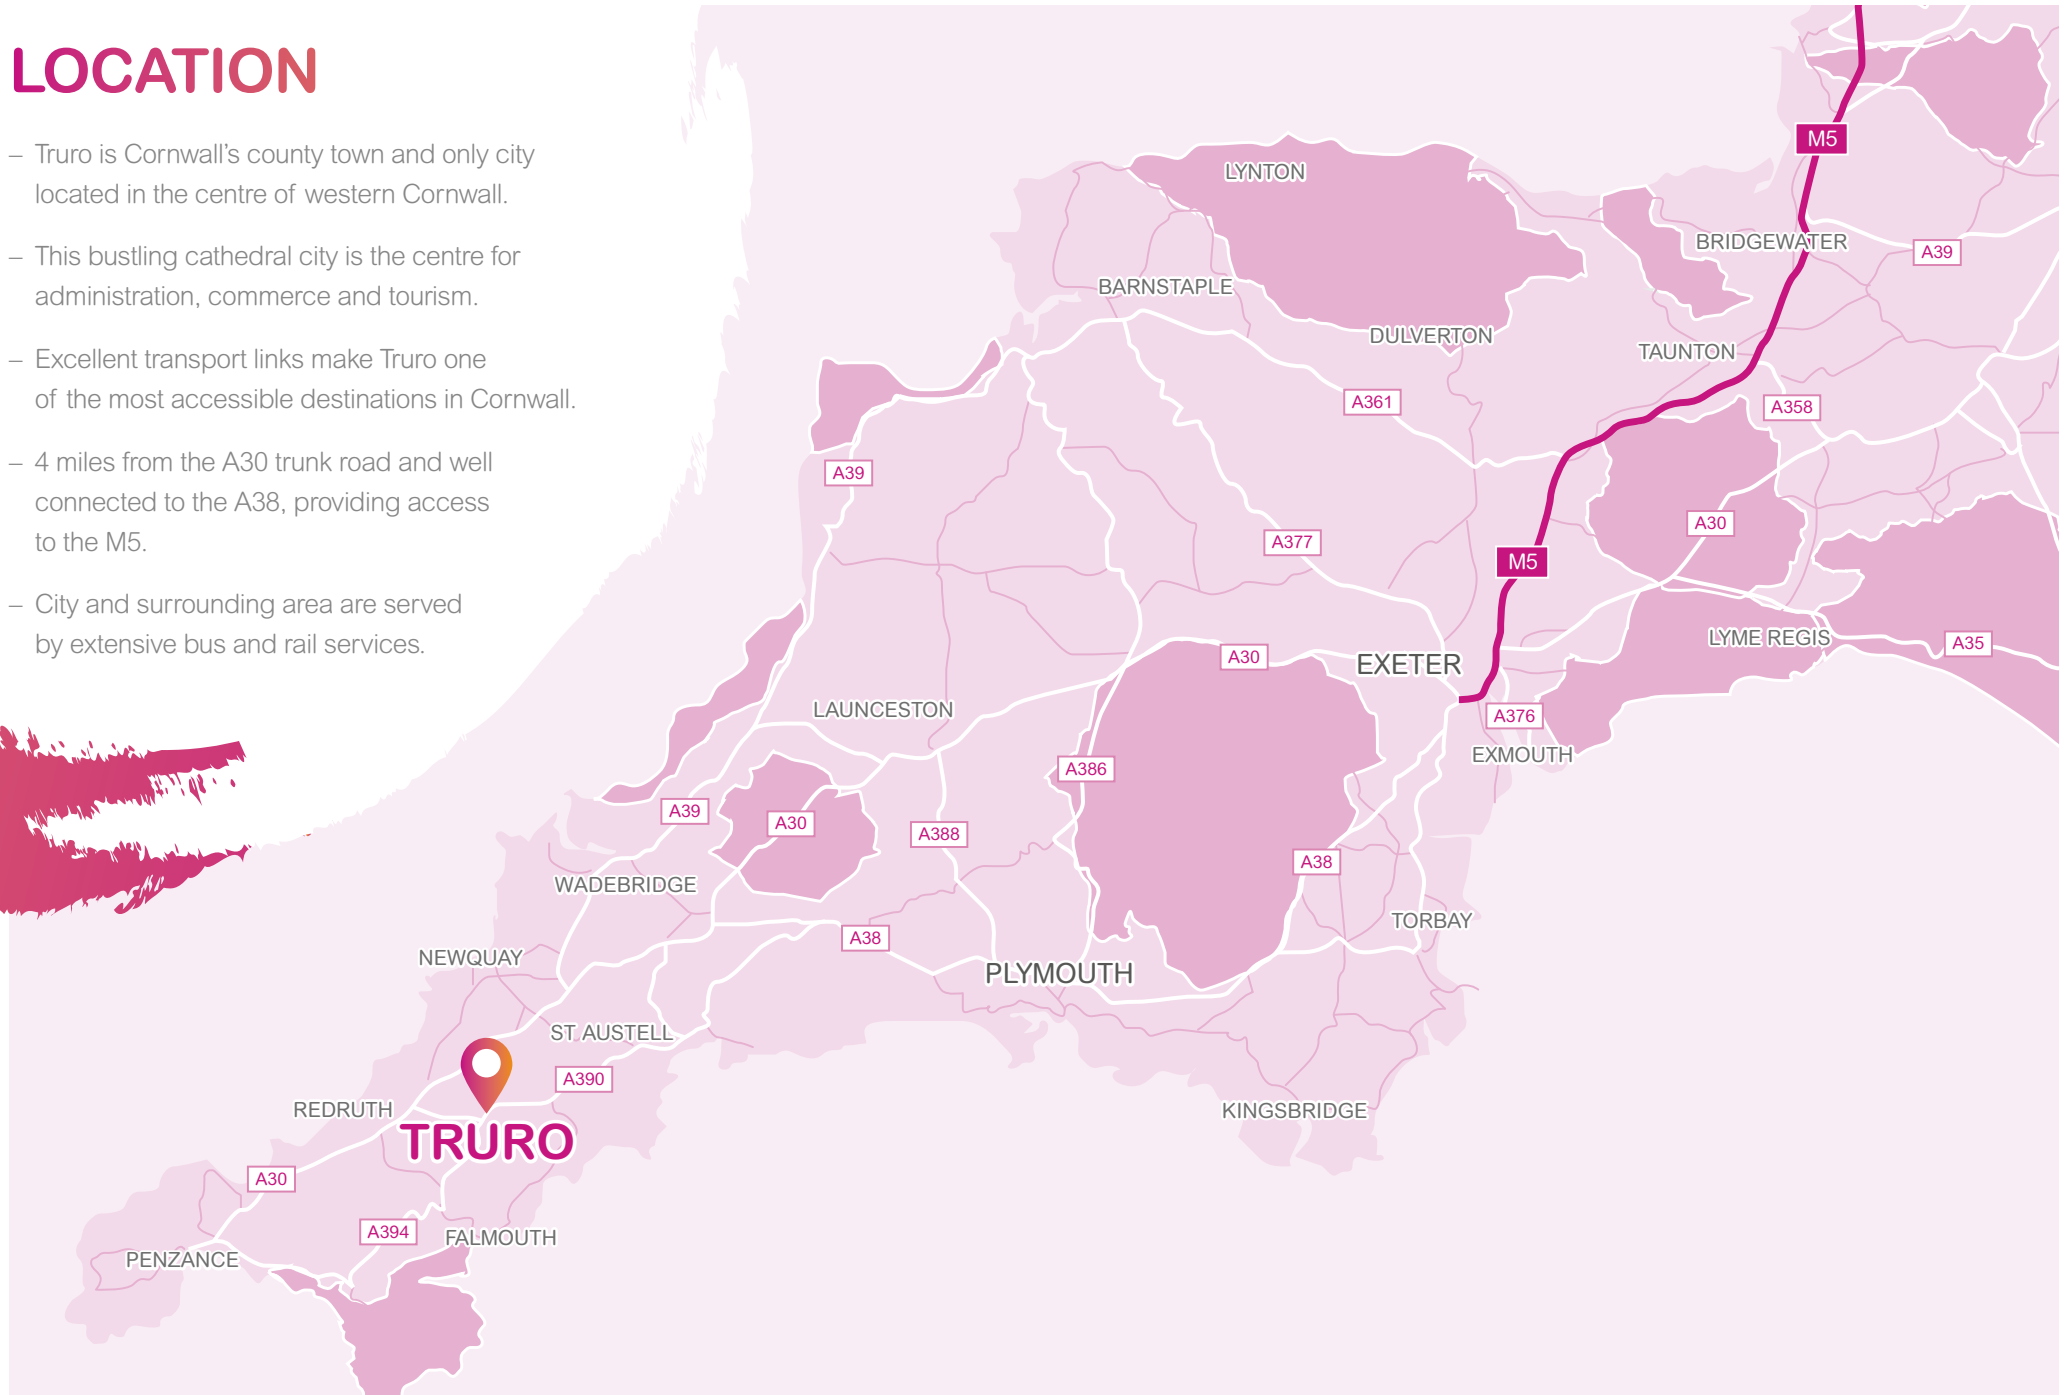 LOCATION
– Truro is Cornwall's county town and only city
located in the centre of western Cornwall.
– This bustling cathedral city is the centre for
administration, commerce and tourism.
– Excellent transport links make Truro one
of the most accessible destinations in Cornwall.
– 4 miles from the A30 trunk road and well
connected to the A38, providing access
to the M5.
– City and surrounding area are served
by extensive bus and rail services.
M5
LYNTON
BRIDGEWATER
A39
BARNSTAPLE
DULVERTON
TAUNTON
A361
A358
A39
A30
A377
M5
LYME REGIS
A35
A30
EXETER
LAUNCESTON
A376
EXMOUTH
A386
A39
A30
A388
A38
WADEBRIDGE
TORBAY
A38
NEWQUAY
PLYMOUTH
ST AUSTELL
A390
REDRUTH
KINGSBRIDGE
TRURO
A30
A394
FALMOUTH
PENZANCE